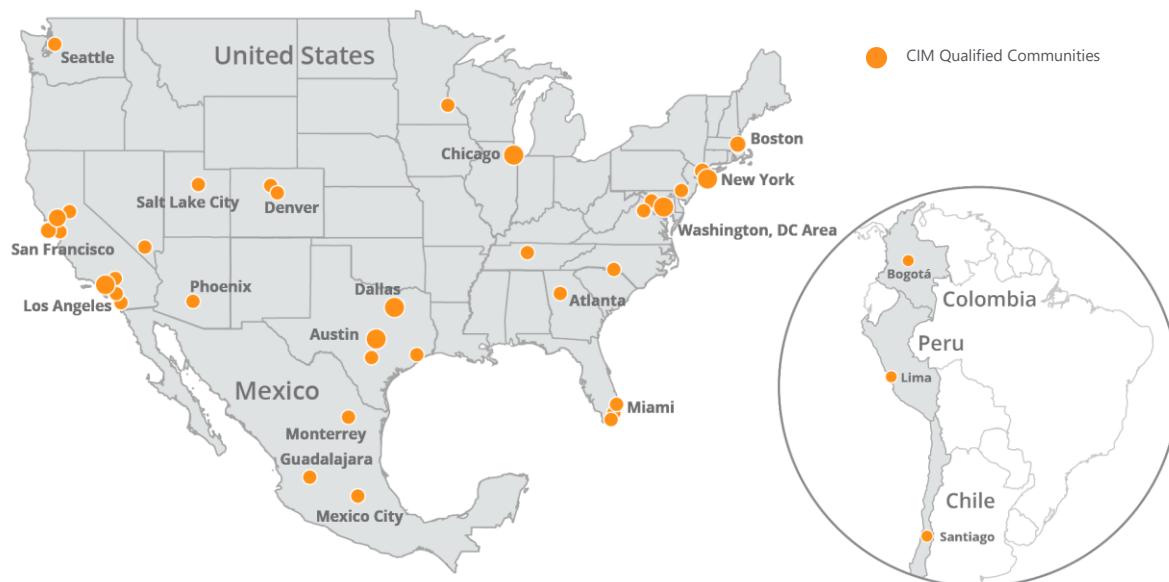 United States
CIM Qualified Communities
Seattle
Boston
Chicago
New York
Salt Lake City
Denver
Washington, DC Area
San Francisco
Phoenix
Dallas
Atlanta
Los Angeles
Austin
Mexico
Miami
Monterrey
Guadalajara
Mexico City
Bogotá
Colombia
Peru
Lima
Chile
Santiago